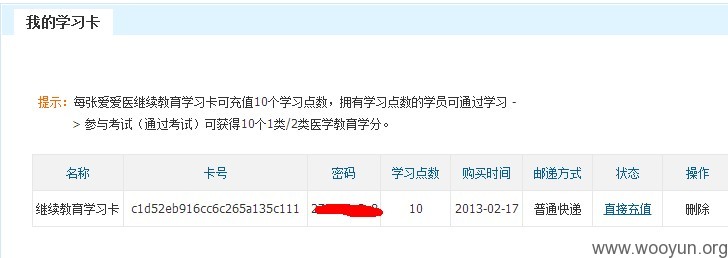 我的学习卡
提示：每张爱爱医继续教育学习卡可充值10个学习点数，拥有学习点数的学员可通过学习 -
> 参与考试（通过考试）可获得10个1类/2类医学教育学分。
名称 卡号 密码 学习点数 购买时间 邮递方式 状态 操作
继续教育学习卡 c1d52eb916cc6c265a135c111 10 2013-02-17 普通快递 直接充值 删除
www.wooyun.org